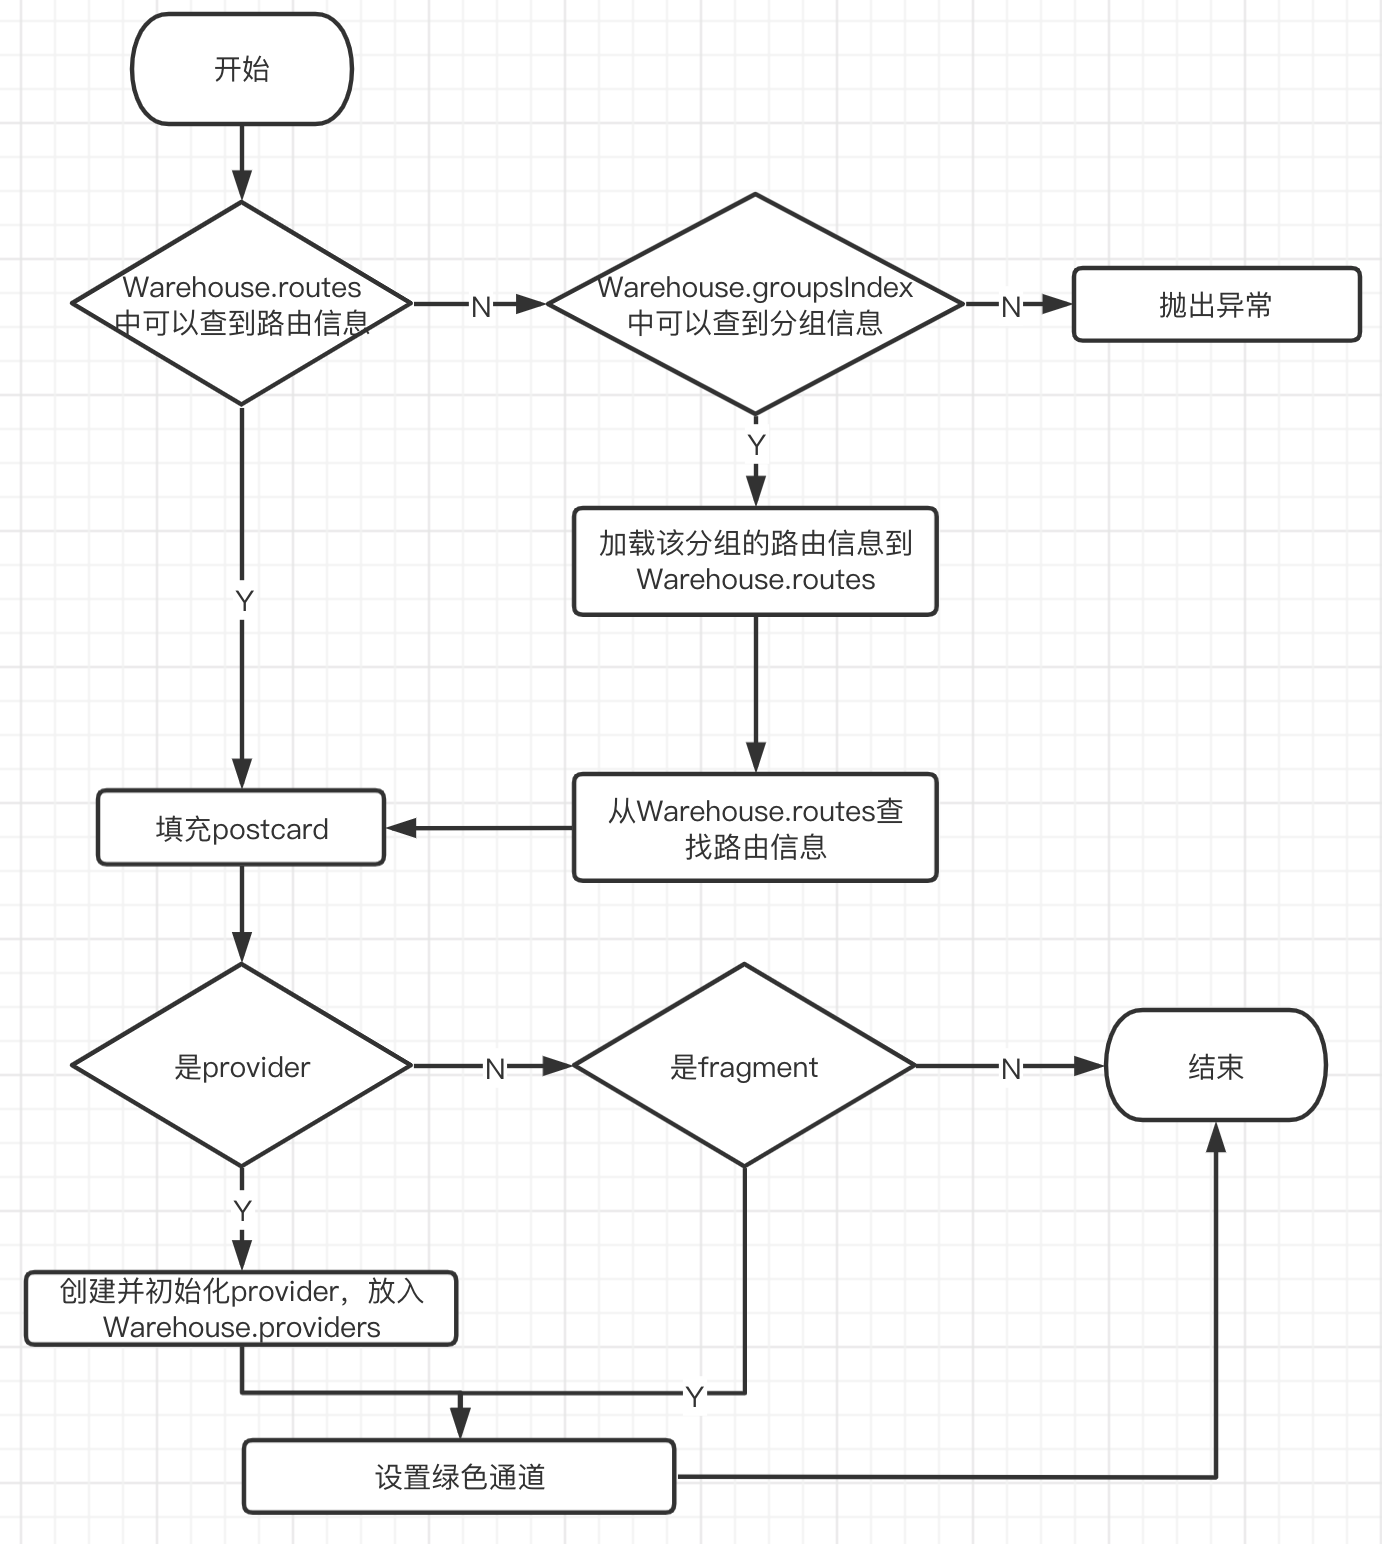 开始
Warehouse.routes
中可以查到路由信息
N
Warehouse.groupsIndex
中可以查到分组信息
N
抛出异常
Y
加载该分组的路由信息到
Warehouse.routes
Y
填充postcard
从Warehouse.routes查
找路由信息
是provider
N
是fragment
N
结束
Y
创建并初始化provider，放入
Warehouse.providers
Y
设置绿色通道